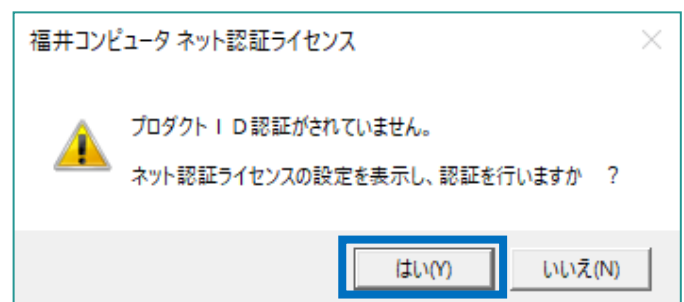 福井コンピュータ ネット認証ライセンス
プロダクトＩＤ認証がされていません。
ネット認証ライセンスの設定を表示し、認証を行いますか　？
はい(Y)
いいえ(N)